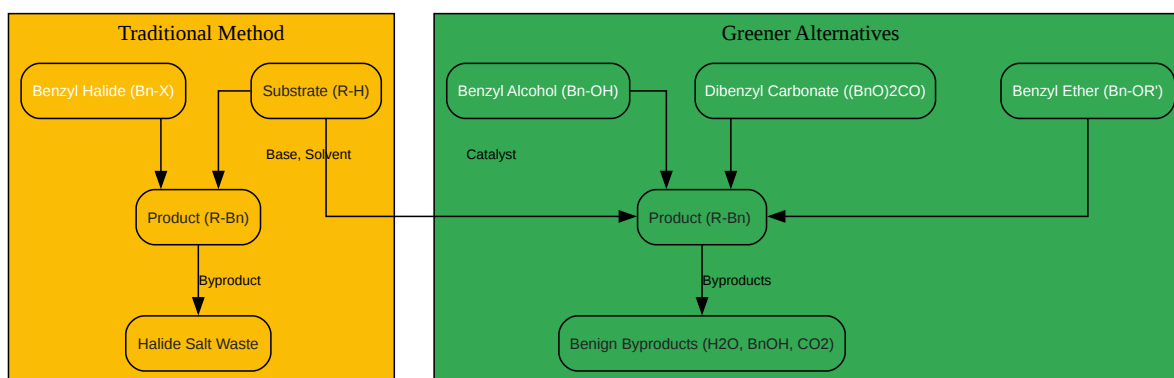 Traditional Method
Greener Alternatives
Benzyl Halide (Bn-X)
Substrate (R-H)
Benzyl Alcohol (Bn-OH)
Dibenzyl Carbonate ((BnO)2CO)
Benzyl Ether (Bn-OR')
Base, Solvent
Catalyst
Product (R-Bn)
Product (R-Bn)
Byproduct
Byproducts
Halide Salt Waste
Benign Byproducts (H2O, BnOH, CO2)